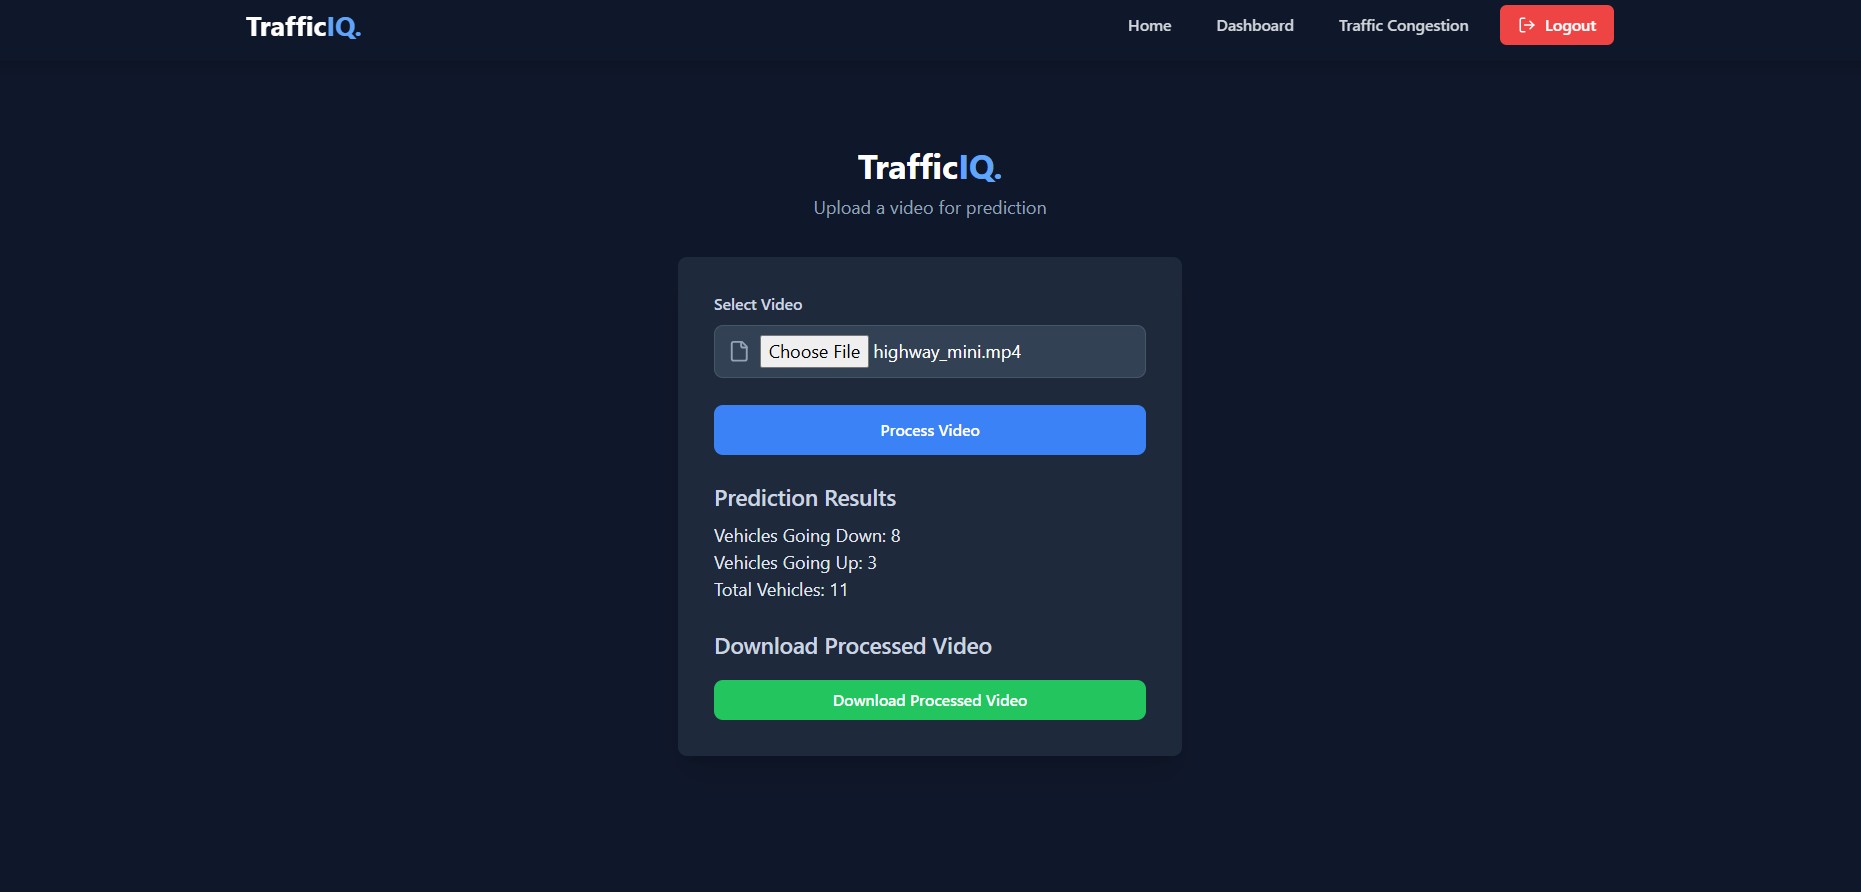 TrafficIQ.
Home
Dashboard
Traffic Congestion
Logout
TrafficIQ.
Upload a video for prediction
Select Video
Choose File highway_mini.mp4
Process Video
Prediction Results
Vehicles Going Down: 8
Vehicles Going Up: 3
Total Vehicles: 11
Download Processed Video
Download Processed Video